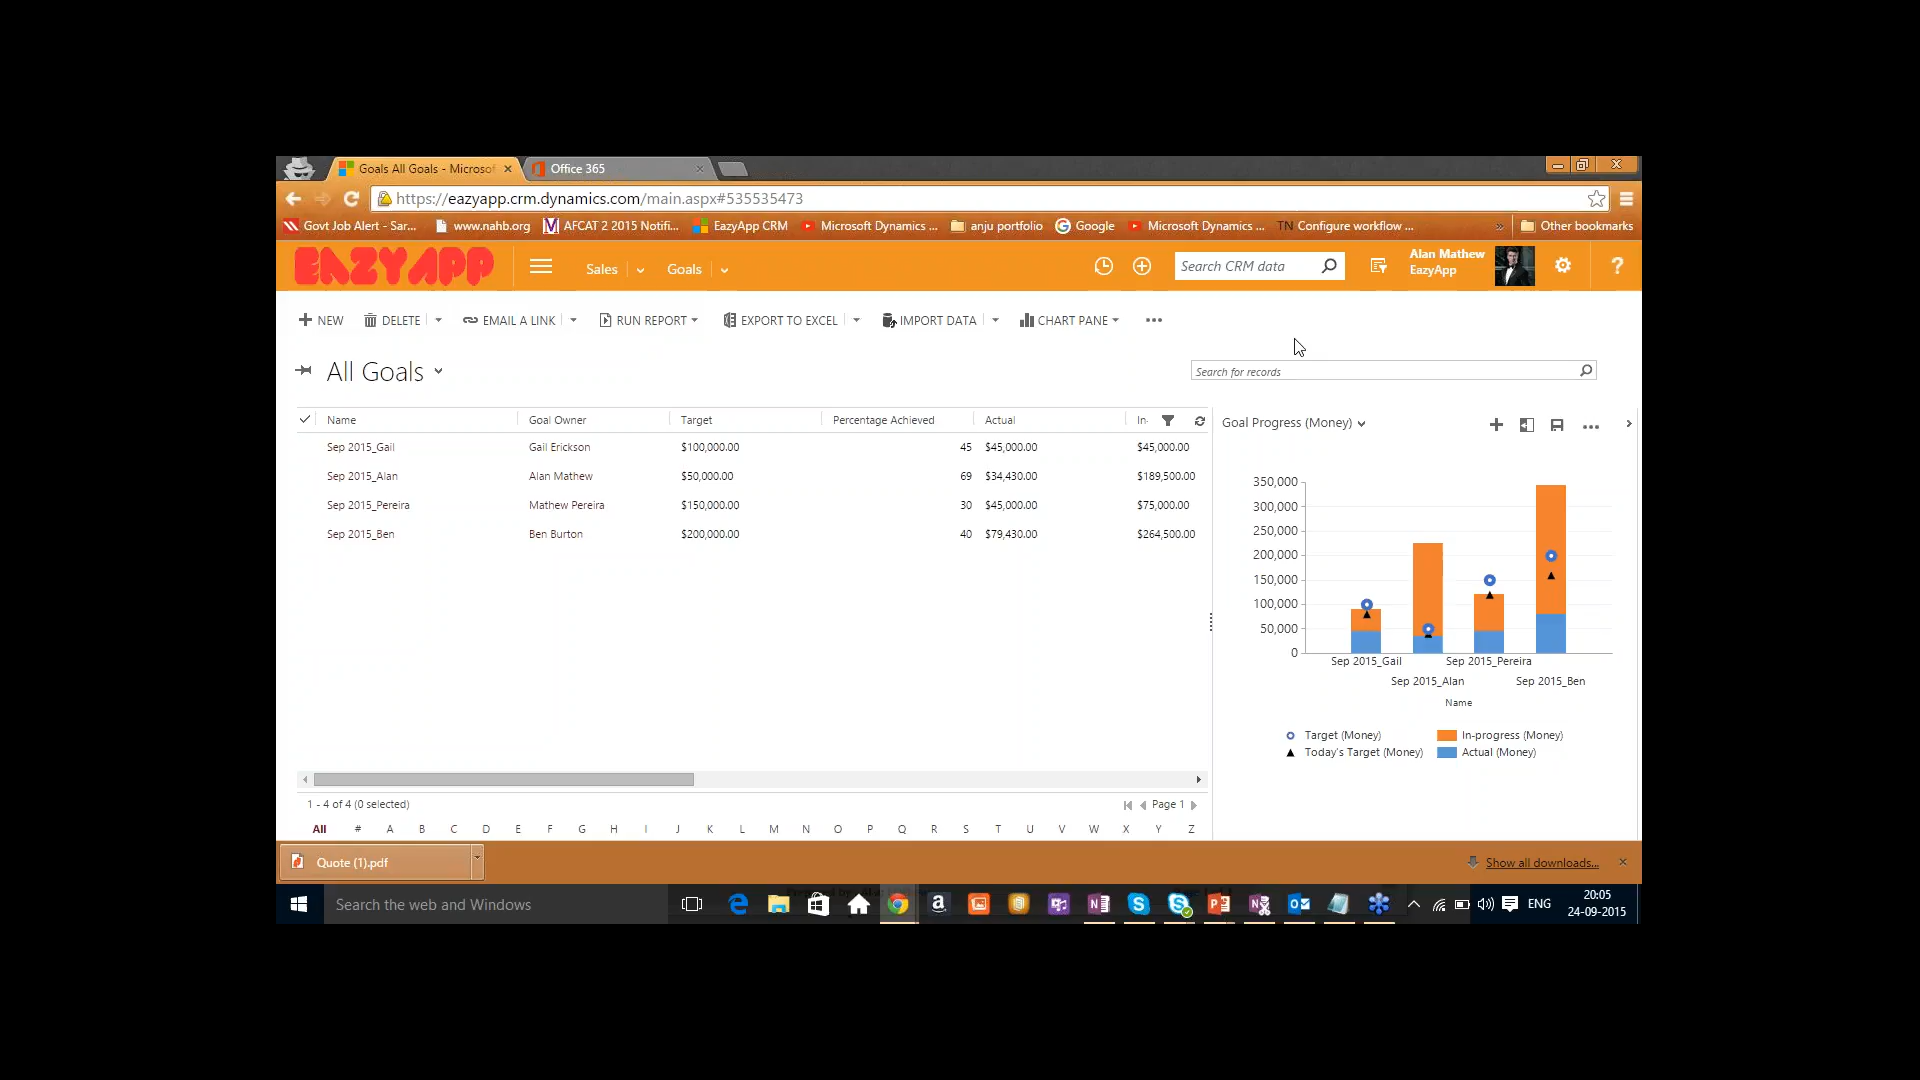 Goals All Goals - Microsof
Office 365
https://eazyapp.crm.dynamics.com/main.aspx#535535473
Govt Job Alert - Sar... www.nahb.org AFCAT 2 2015 Notifi... EazyApp CRM Microsoft Dynamics ... anju portfolio Google Microsoft Dynamics ... TN Configure workflow ... » Other bookmarks
EAZYAPP Sales Goals Search CRM data
Alan Mathew
EazyApp
?
NEW DELETE EMAIL A LINK RUN REPORT EXPORT TO EXCEL IMPORT DATA CHART PANE ...
All Goals
Search for records
Name Goal Owner Target Percentage Achieved Actual In-
Sep 2015_Gail Gail Erickson $100,000.00 45 $45,000.00 $45,000.00
Sep 2015_Alan Alan Mathew $50,000.00 69 $34,430.00 $189,500.00
Sep 2015_Pereira Mathew Pereira $150,000.00 30 $45,000.00 $75,000.00
Sep 2015_Ben Ben Burton $200,000.00 40 $79,430.00 $264,500.00
Goal Progress (Money)
350,000
300,000
250,000
200,000
150,000
100,000
50,000
0
Sep 2015_Gail Sep 2015_Pereira
Sep 2015_Alan Sep 2015_Ben
Name
Target (Money) In-progress (Money)
Today's Target (Money) Actual (Money)
1 - 4 of 4 (0 selected) Page 1
All # A B C D E F G H I J K L M N O P Q R S T U V W X Y Z
Quote (1).pdf Show all downloads...
Search the web and Windows
ENG
20:05
24-09-2015